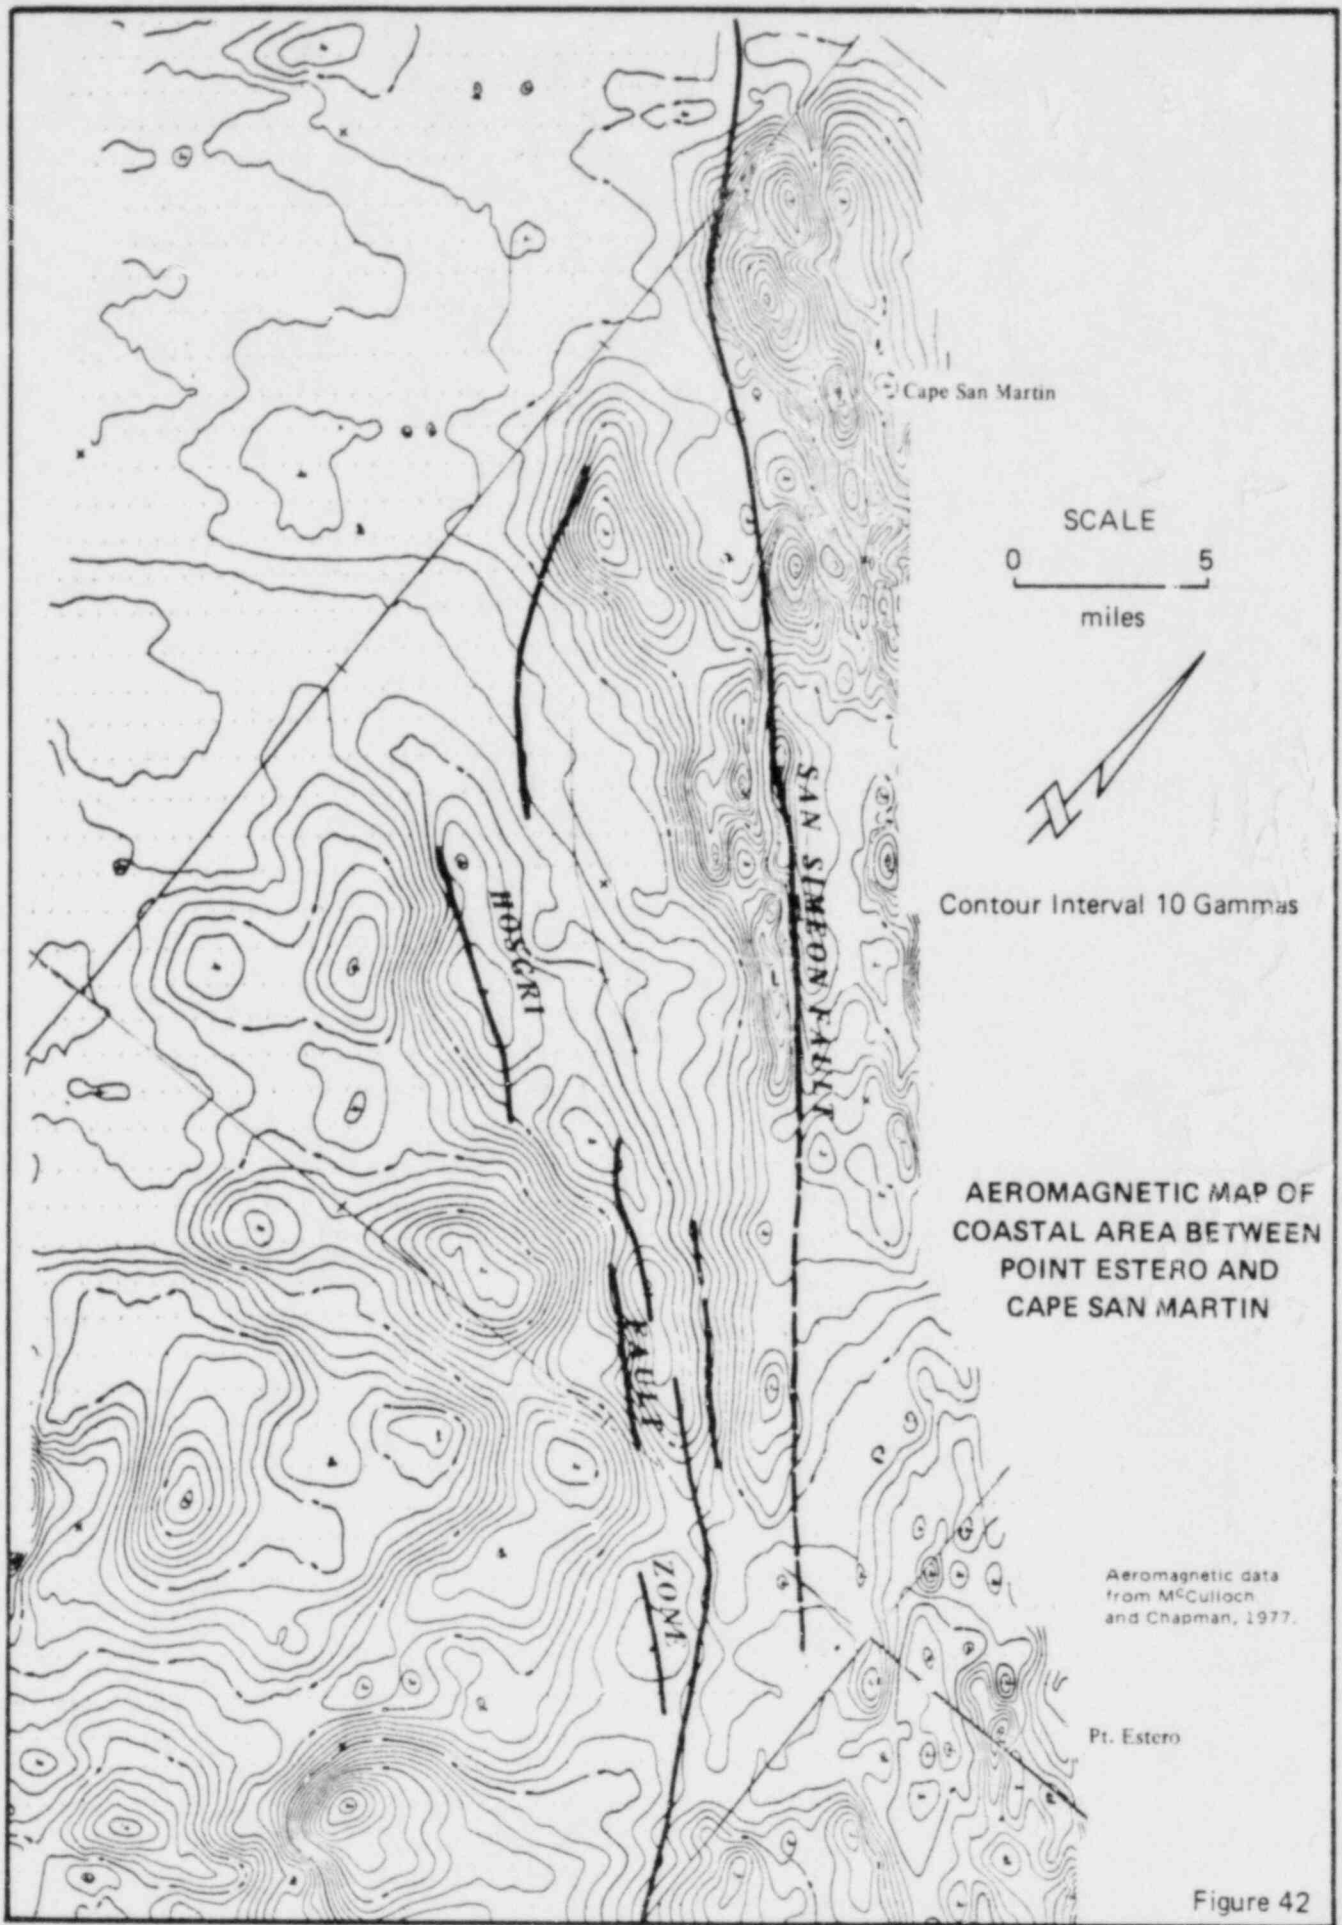 Cape San Martin
SCALE
0 5
miles
N
Contour Interval 10 Gammas
SAN SIMEON FAULT
HOSGRI
FAULT
ZONE
AEROMAGNETIC MAP OF
COASTAL AREA BETWEEN
POINT ESTERO AND
CAPE SAN MARTIN
Aeromagnetic data
from McCulloch
and Chapman, 1977.
Pt. Estero
Figure 42